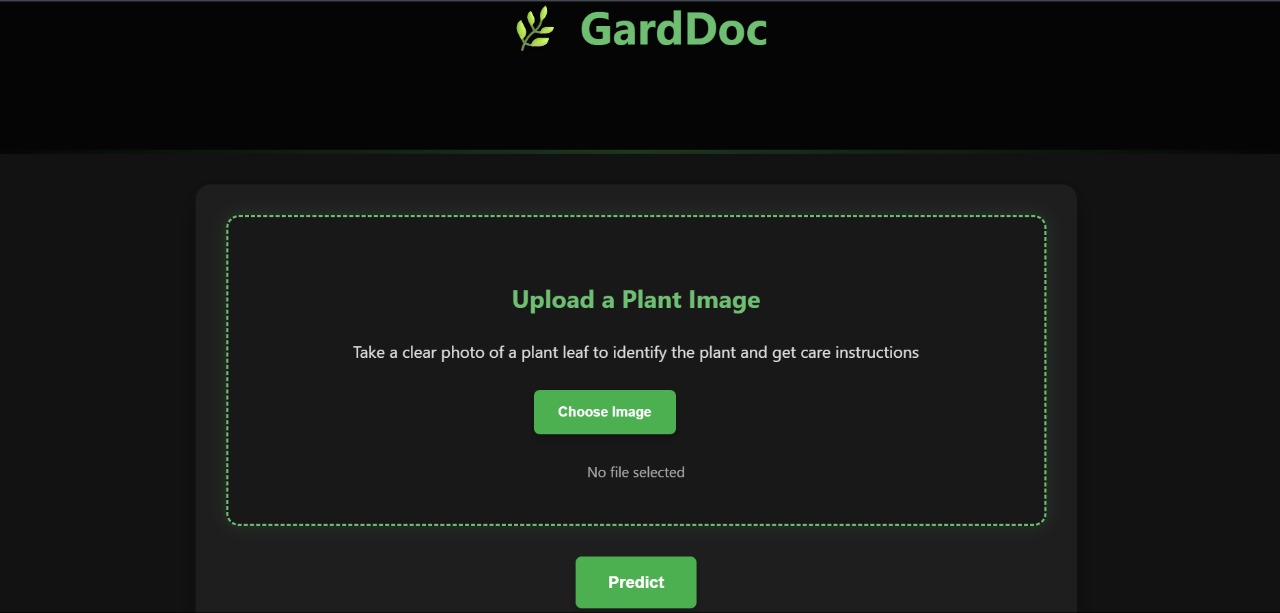 GardDoc
Upload a Plant Image
Take a clear photo of a plant leaf to identify the plant and get care instructions
Choose Image
No file selected
Predict